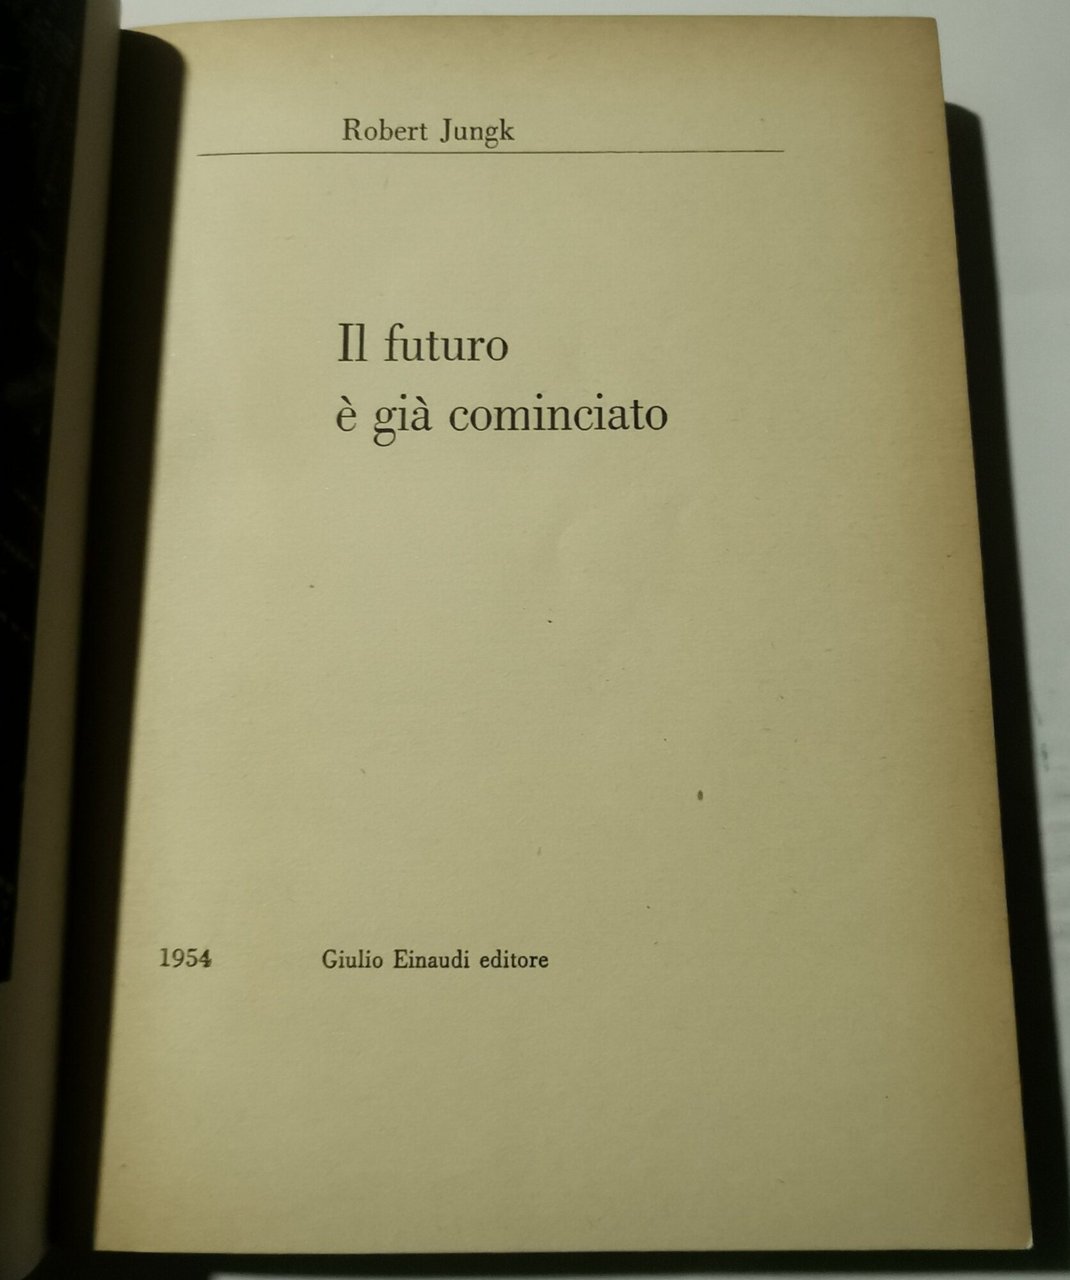 Robert Jungk
Il futuro
è già cominciato
1954 Giulio Einaudi editore